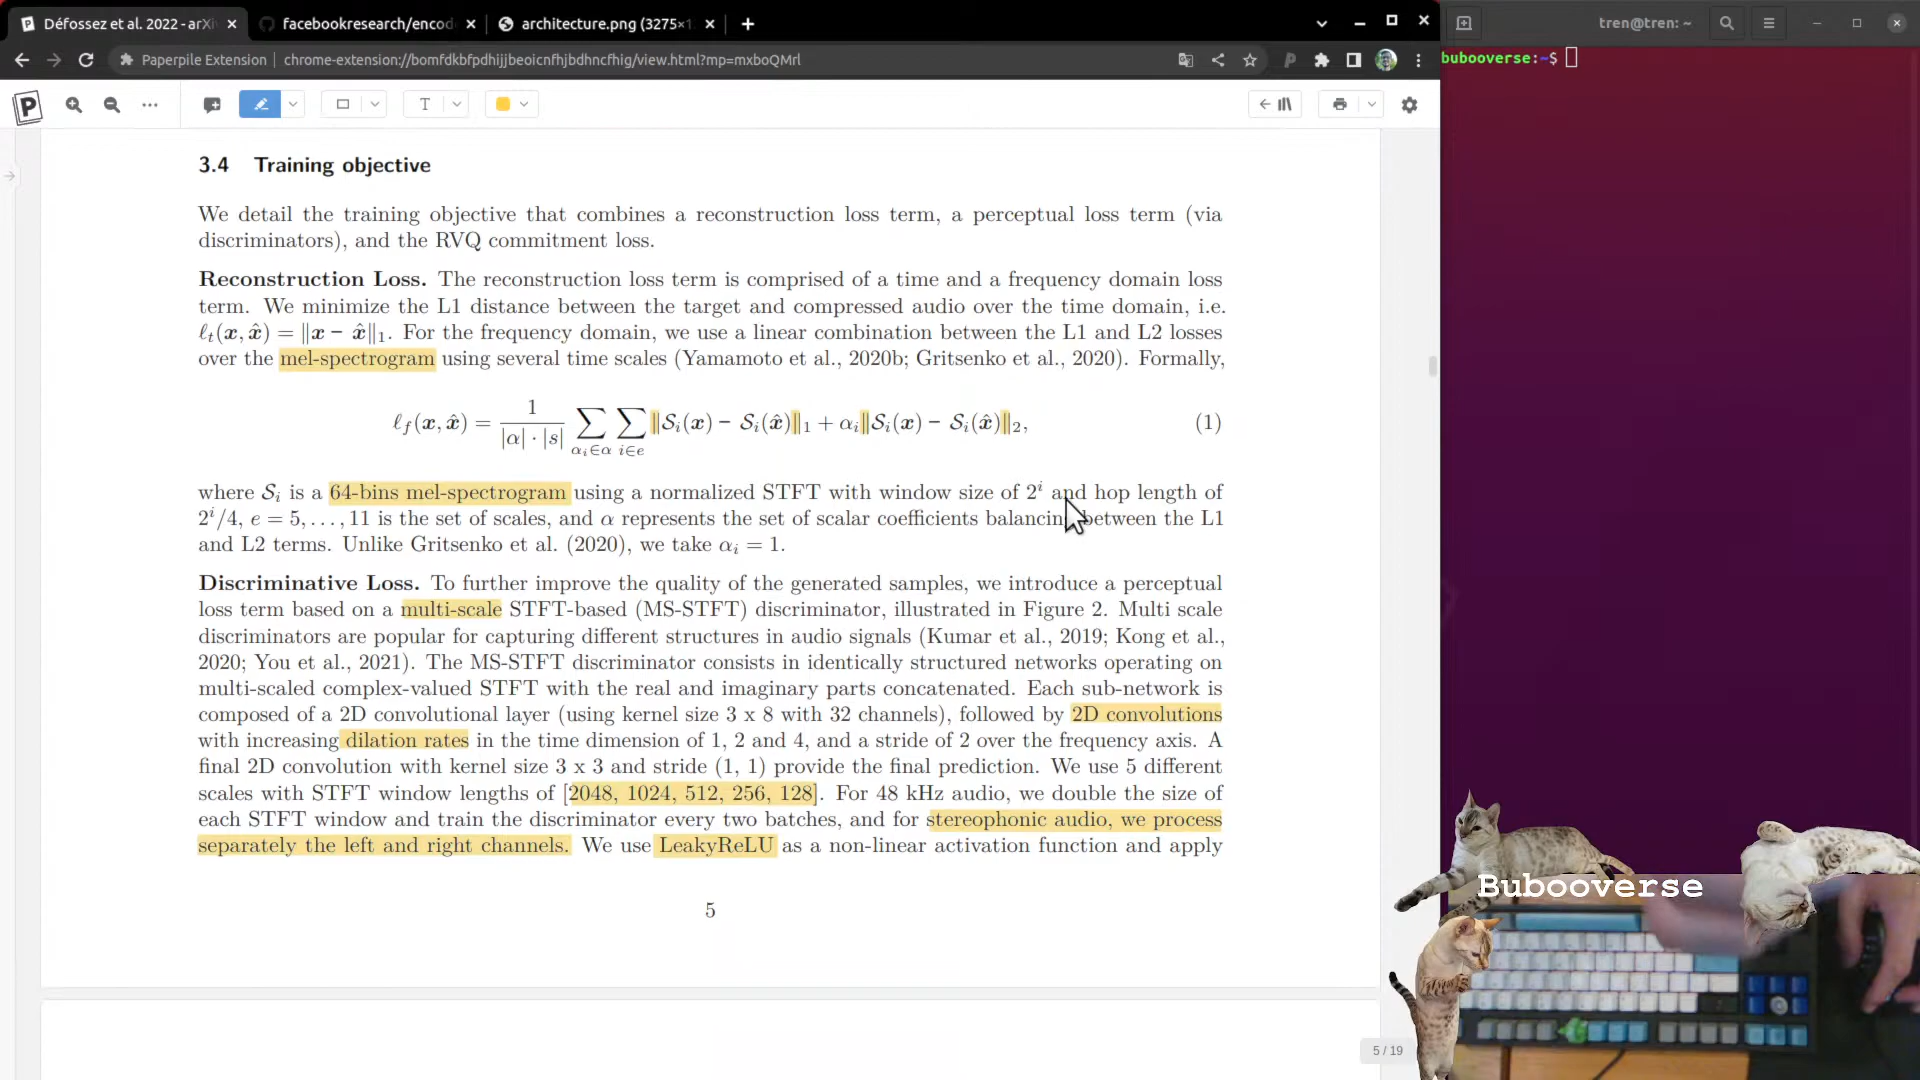 Défossez et al. 2022 - arXi
facebookresearch/encod
architecture.png (3275×1
tren@tren: ~
Paperpile Extension
chrome-extension://bomfdkbfpdhijjbeoicnfhjbdhncfhig/view.html?mp=mxboQMrl
bubooverse:~$
3.4 Training objective
We detail the training objective that combines a reconstruction loss term, a perceptual loss term (via
discriminators), and the RVQ commitment loss.
Reconstruction Loss. The reconstruction loss term is comprised of a time and a frequency domain loss
term. We minimize the L1 distance between the target and compressed audio over the time domain, i.e.
ℓt(x, x̂) = ∥x − x̂∥1. For the frequency domain, we use a linear combination between the L1 and L2 losses
over the mel-spectrogram using several time scales (Yamamoto et al., 2020b; Gritsenko et al., 2020). Formally,
ℓf(x, x̂) = 1/(|α|·|s|) ∑αi∈α ∑i∈e ∥Si(x) − Si(x̂)∥1 + αi∥Si(x) − Si(x̂)∥2, (1)
where Si is a 64-bins mel-spectrogram using a normalized STFT with window size of 2^i and hop length of
2^i/4, e = 5, . . . , 11 is the set of scales, and α represents the set of scalar coefficients balancing between the L1
and L2 terms. Unlike Gritsenko et al. (2020), we take αi = 1.
Discriminative Loss. To further improve the quality of the generated samples, we introduce a perceptual
loss term based on a multi-scale STFT-based (MS-STFT) discriminator, illustrated in Figure 2. Multi scale
discriminators are popular for capturing different structures in audio signals (Kumar et al., 2019; Kong et al.,
2020; You et al., 2021). The MS-STFT discriminator consists in identically structured networks operating on
multi-scaled complex-valued STFT with the real and imaginary parts concatenated. Each sub-network is
composed of a 2D convolutional layer (using kernel size 3 x 8 with 32 channels), followed by 2D convolutions
with increasing dilation rates in the time dimension of 1, 2 and 4, and a stride of 2 over the frequency axis. A
final 2D convolution with kernel size 3 x 3 and stride (1, 1) provide the final prediction. We use 5 different
scales with STFT window lengths of [2048, 1024, 512, 256, 128]. For 48 kHz audio, we double the size of
each STFT window and train the discriminator every two batches, and for stereophonic audio, we process
separately the left and right channels. We use LeakyReLU as a non-linear activation function and apply
5
5 / 19
Bubooverse